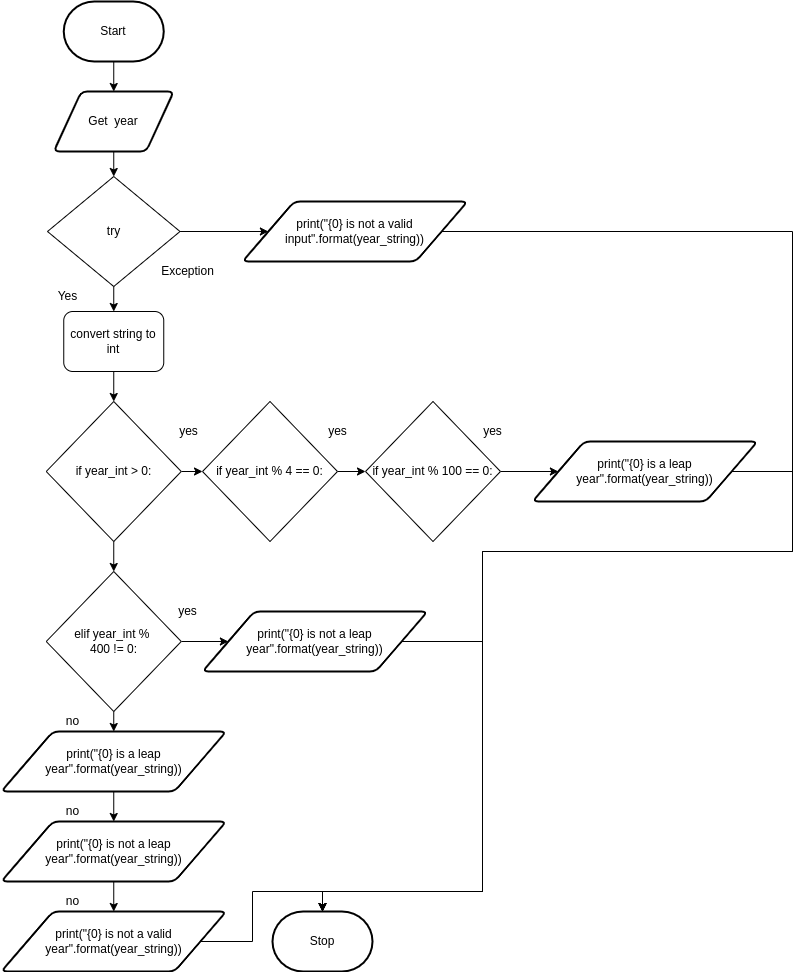 Start
Get  year
try
print("{0} is not a valid
input".format(year_string))
Exception
Yes
convert string to
int
if year_int > 0:
yes
if year_int % 4 == 0:
yes
if year_int % 100 == 0:
yes
print("{0} is a leap
year".format(year_string))
elif year_int %
400 != 0:
yes
print("{0} is not a leap
year".format(year_string))
no
print("{0} is a leap
year".format(year_string))
no
print("{0} is not a leap
year".format(year_string))
no
print("{0} is not a valid
year".format(year_string))
Stop